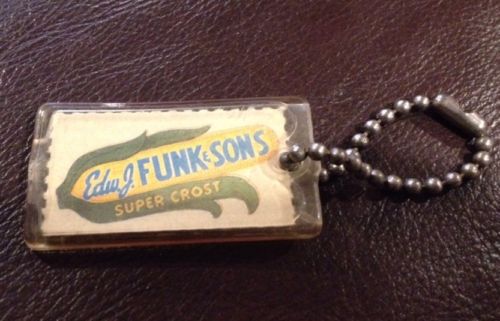 Edw. J. FUNK & SONS
SUPER CROST